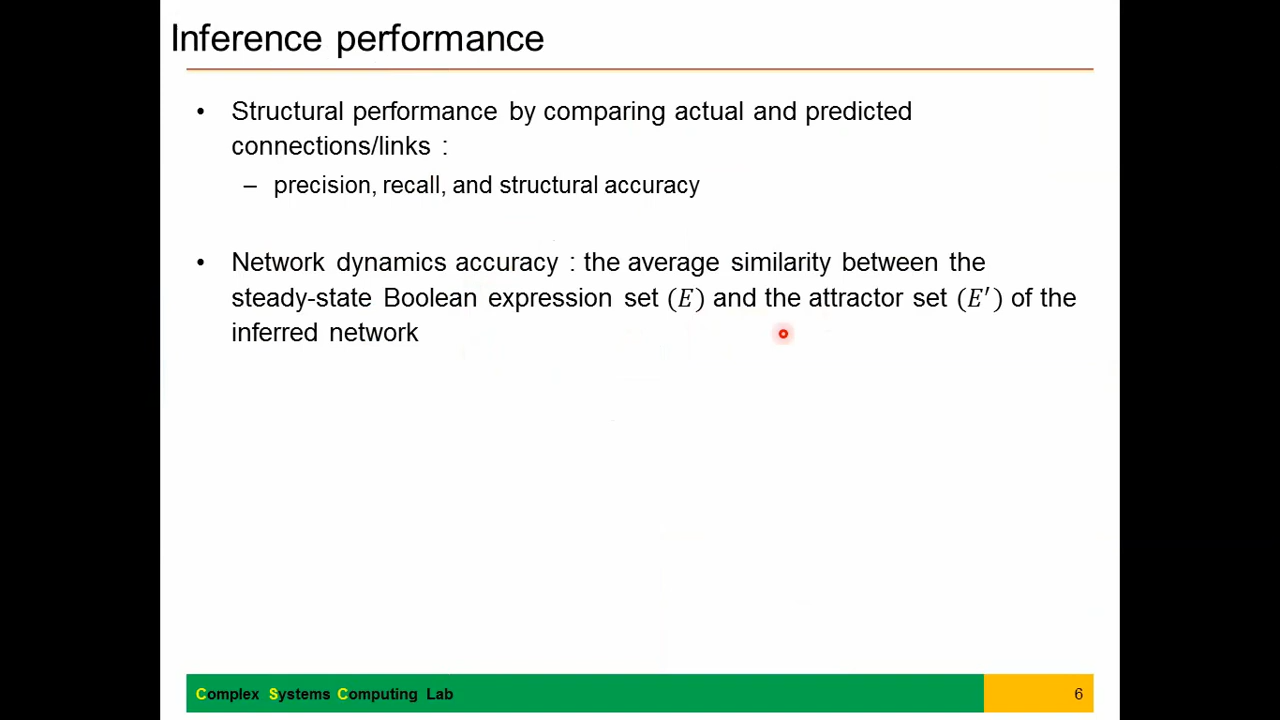 Inference performance
• Structural performance by comparing actual and predicted
connections/links :
– precision, recall, and structural accuracy
• Network dynamics accuracy : the average similarity between the
steady-state Boolean expression set (E) and the attractor set (E′) of the
inferred network
Complex Systems Computing Lab
6